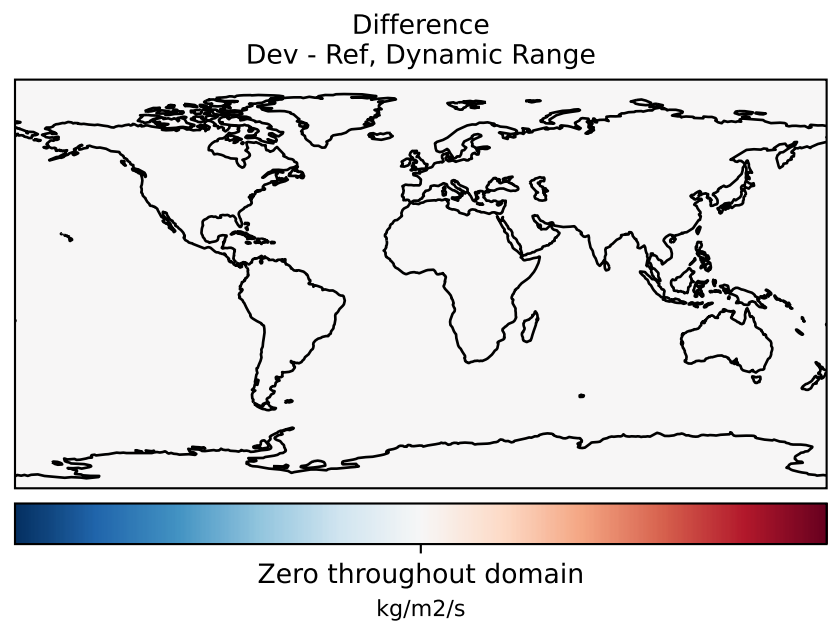 Difference
Dev - Ref, Dynamic Range
Zero throughout domain
kg/m2/s